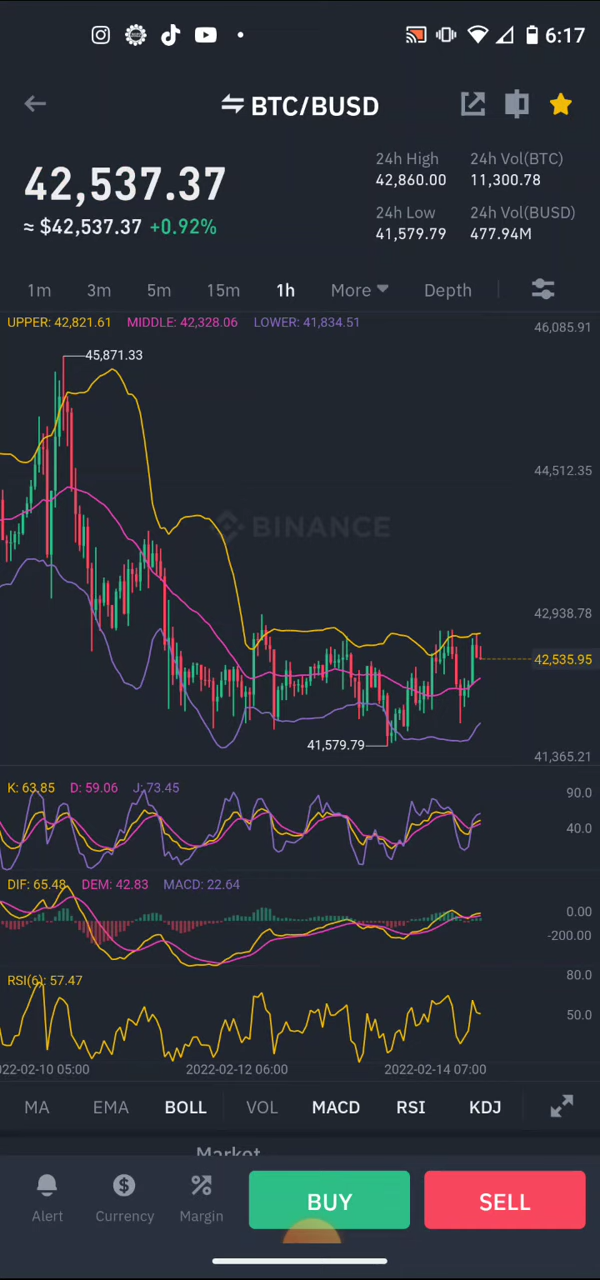 6:17
BTC/BUSD
42,537.37
≈ $42,537.37 +0.92%
24h High
42,860.00
24h Vol(BTC)
11,300.78
24h Low
41,579.79
24h Vol(BUSD)
477.94M
1m 3m 5m 15m 1h More Depth
UPPER: 42,821.61 MIDDLE: 42,328.06 LOWER: 41,834.51
46,085.91
45,871.33
44,512.35
BINANCE
42,938.78
42,535.95
41,579.79
41,365.21
K: 63.85 D: 59.06 J: 73.45
90.0
40.0
DIF: 65.48 DEM: 42.83 MACD: 22.64
0.00
-200.00
RSI(6): 57.47
80.0
50.0
022-02-10 05:00 2022-02-12 06:00 2022-02-14 07:00
MA EMA BOLL VOL MACD RSI KDJ
Market
Alert Currency Margin BUY SELL